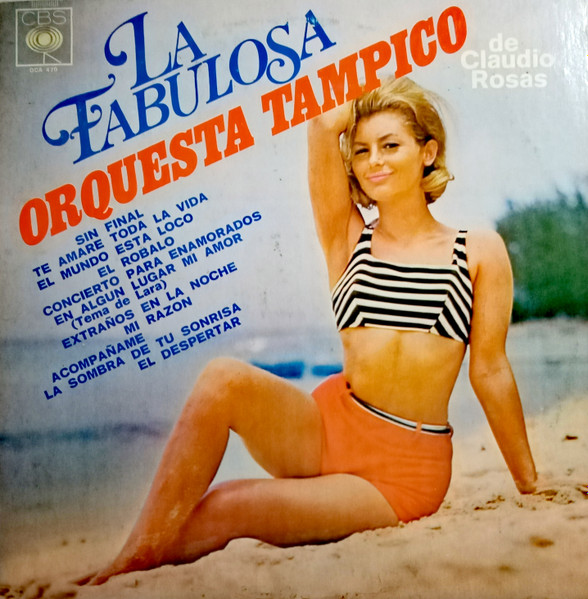 CBS
LA
FABULOSA
ORQUESTA TAMPICO
de
Claudio
Rosas
SIN FINAL
TE AMARE TODA LA VIDA
EL MUNDO ESTA LOCO
EL ROBALO
CONCIERTO PARA ENAMORADOS
EN ALGUN LUGAR MI AMOR
(Tema de Lara)
EXTRAÑOS EN LA NOCHE
MI RAZON
ACOMPAÑAME
LA SOMBRA DE TU SONRISA
EL DESPERTAR